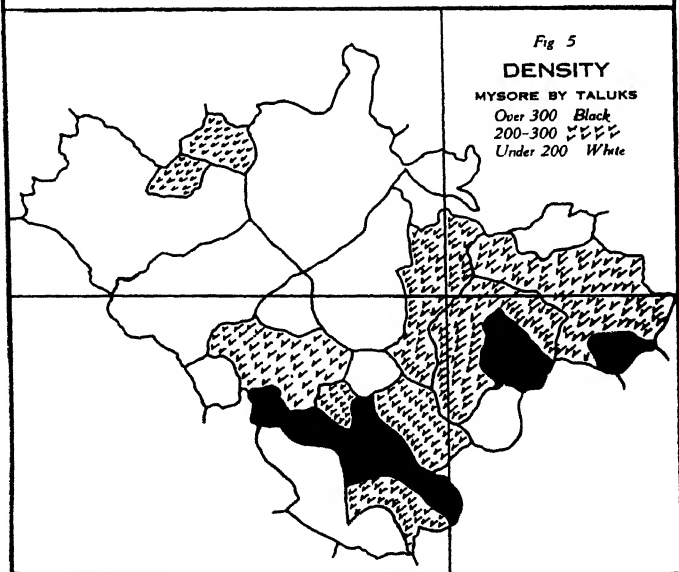 Fig 5
DENSITY
MYSORE BY TALUKS
Over 300 Black
200-300
Under 200 White